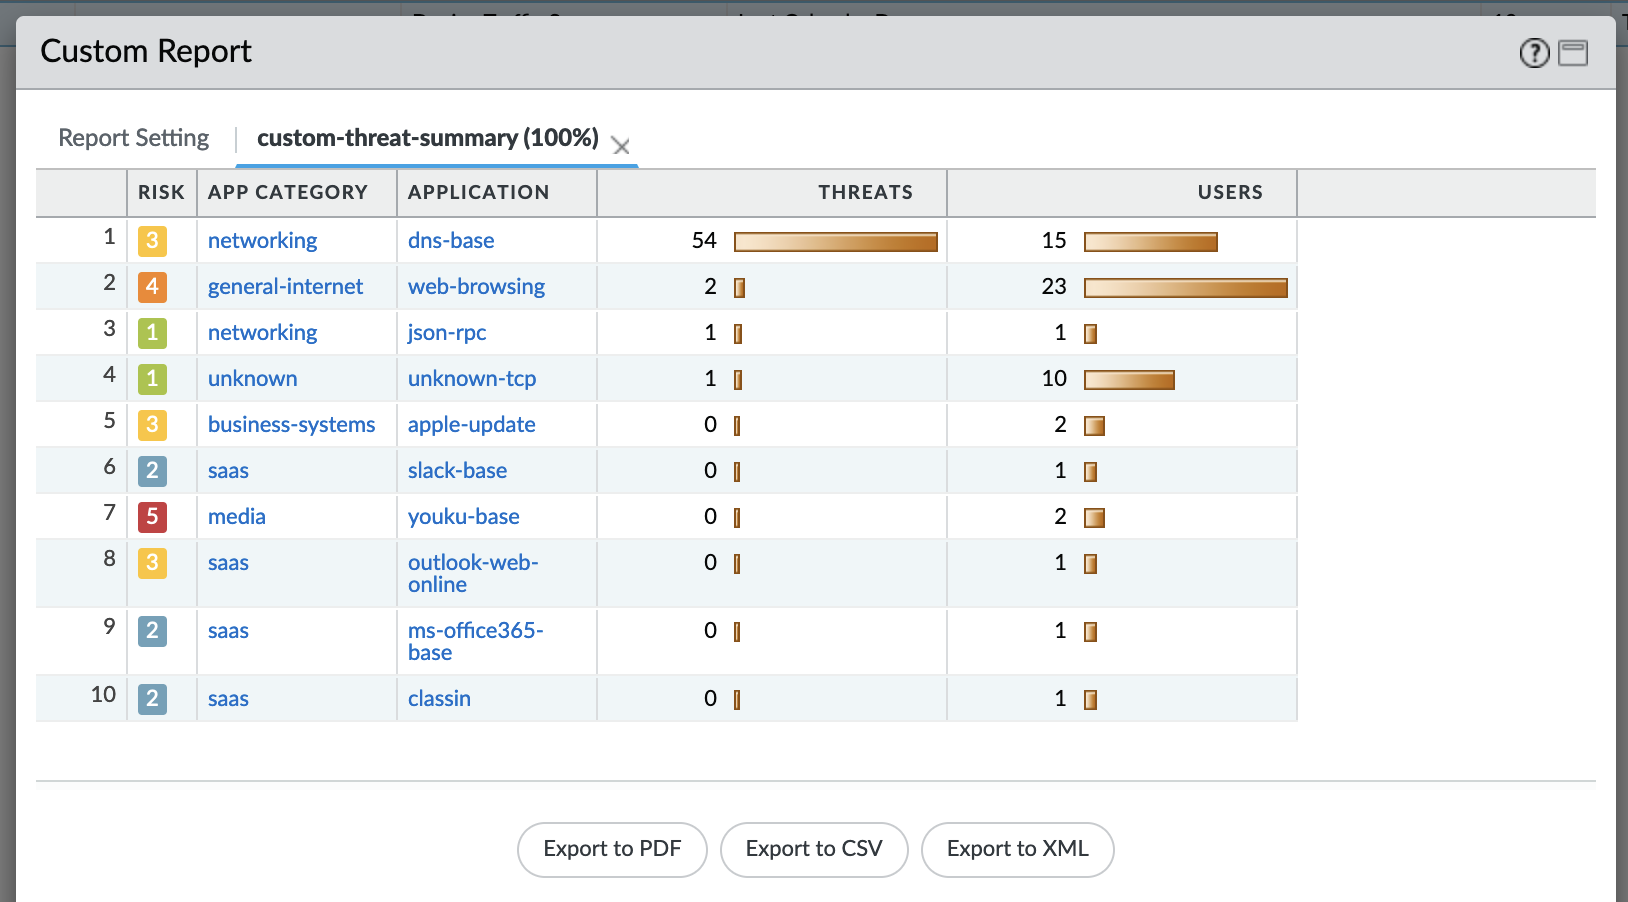 Custom Report
Report Setting custom-threat-summary (100%)
RISK APP CATEGORY APPLICATION THREATS USERS
1 3 networking dns-base 54 15
2 4 general-internet web-browsing 2 23
3 1 networking json-rpc 1 1
4 1 unknown unknown-tcp 1 10
5 3 business-systems apple-update 0 2
6 2 saas slack-base 0 1
7 5 media youku-base 0 2
8 3 saas outlook-web- 0 1
online
9 2 saas ms-office365- 0 1
base
10 2 saas classin 0 1
Export to PDF Export to CSV Export to XML